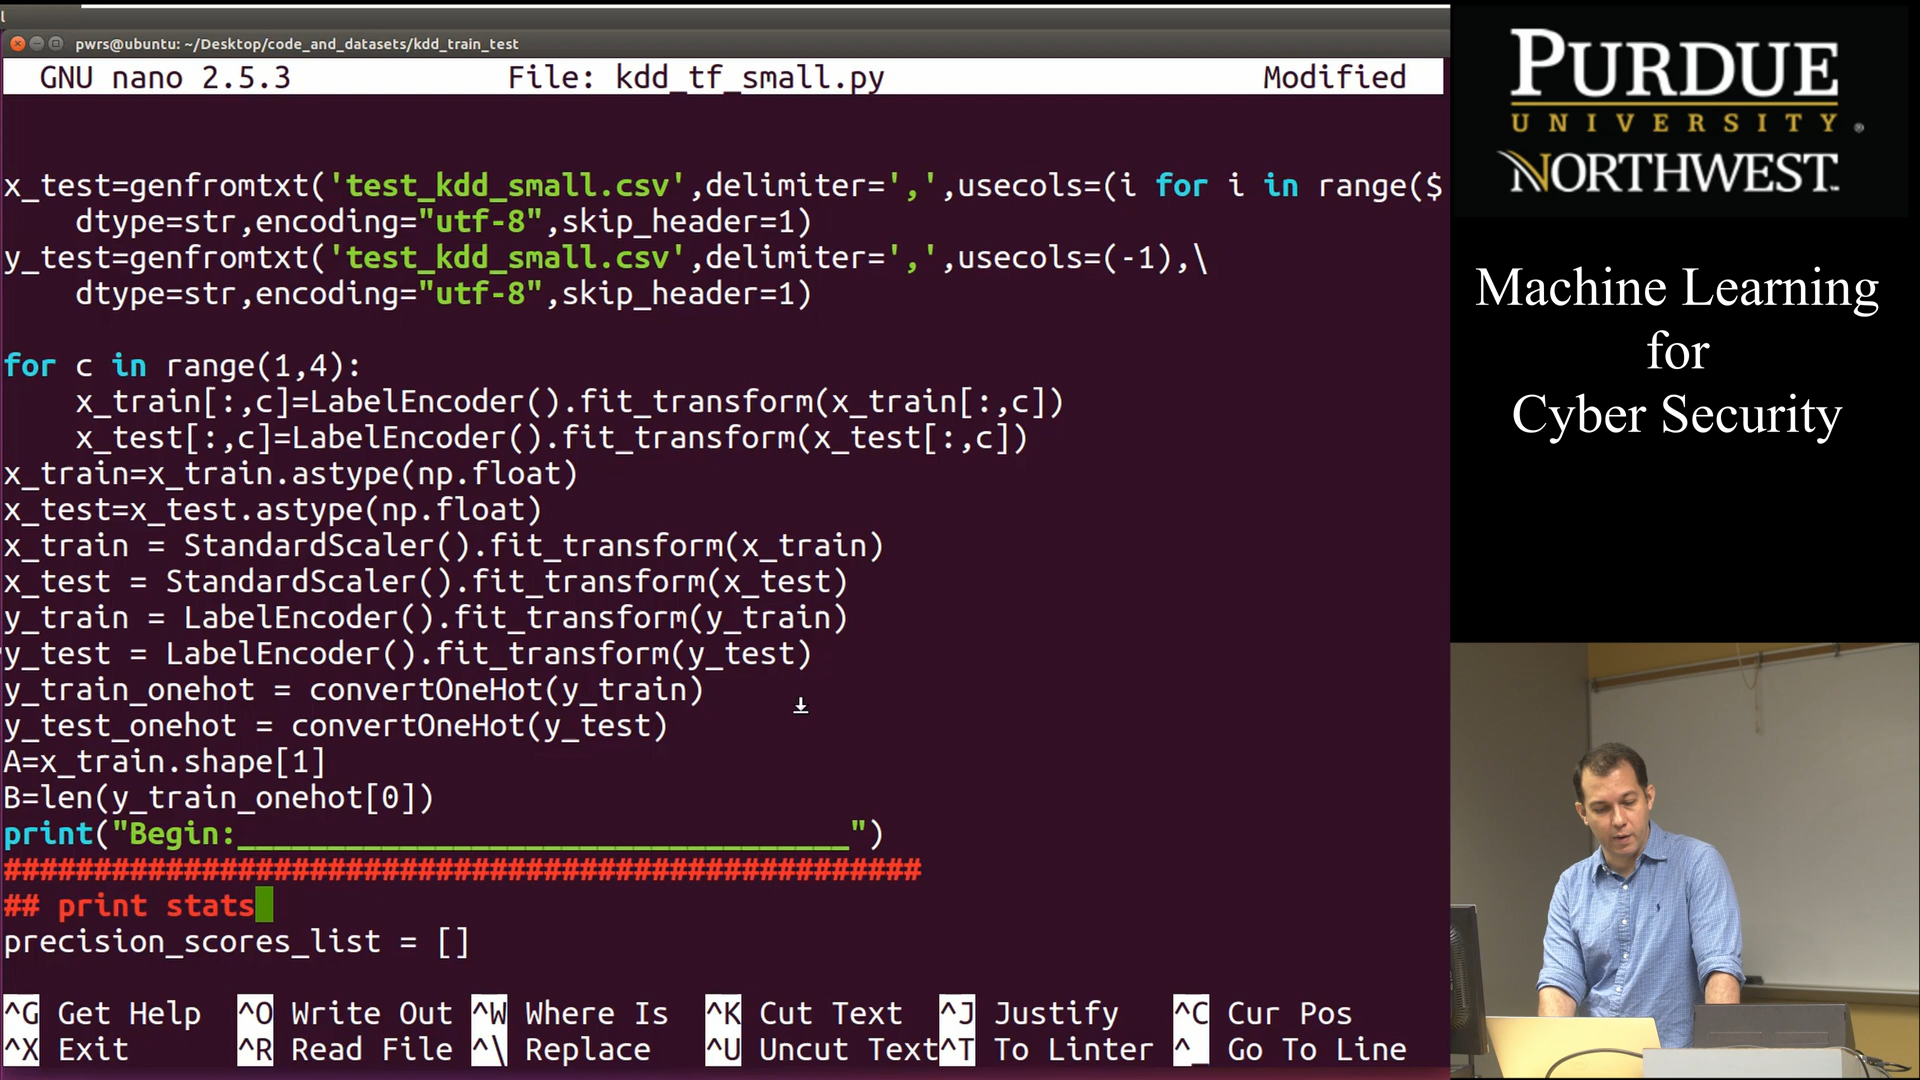 l
pwrs@ubuntu: ~/Desktop/code_and_datasets/kdd_train_test
GNU nano 2.5.3 File: kdd_tf_small.py Modified
x_test=genfromtxt('test_kdd_small.csv',delimiter=',',usecols=(i for i in range($
dtype=str,encoding="utf-8",skip_header=1)
y_test=genfromtxt('test_kdd_small.csv',delimiter=',',usecols=(-1),\
dtype=str,encoding="utf-8",skip_header=1)
for c in range(1,4):
x_train[:,c]=LabelEncoder().fit_transform(x_train[:,c])
x_test[:,c]=LabelEncoder().fit_transform(x_test[:,c])
x_train=x_train.astype(np.float)
x_test=x_test.astype(np.float)
x_train = StandardScaler().fit_transform(x_train)
x_test = StandardScaler().fit_transform(x_test)
y_train = LabelEncoder().fit_transform(y_train)
y_test = LabelEncoder().fit_transform(y_test)
y_train_onehot = convertOneHot(y_train)
y_test_onehot = convertOneHot(y_test)
A=x_train.shape[1]
B=len(y_train_onehot[0])
print("Begin:__________________________________")
###################################################
## print stats
precision_scores_list = []
^G Get Help ^O Write Out ^W Where Is ^K Cut Text ^J Justify ^C Cur Pos
^X Exit ^R Read File ^\ Replace ^U Uncut Text ^T To Linter ^_ Go To Line
PURDUE
UNIVERSITY®
NORTHWEST™
Machine Learning
for
Cyber Security